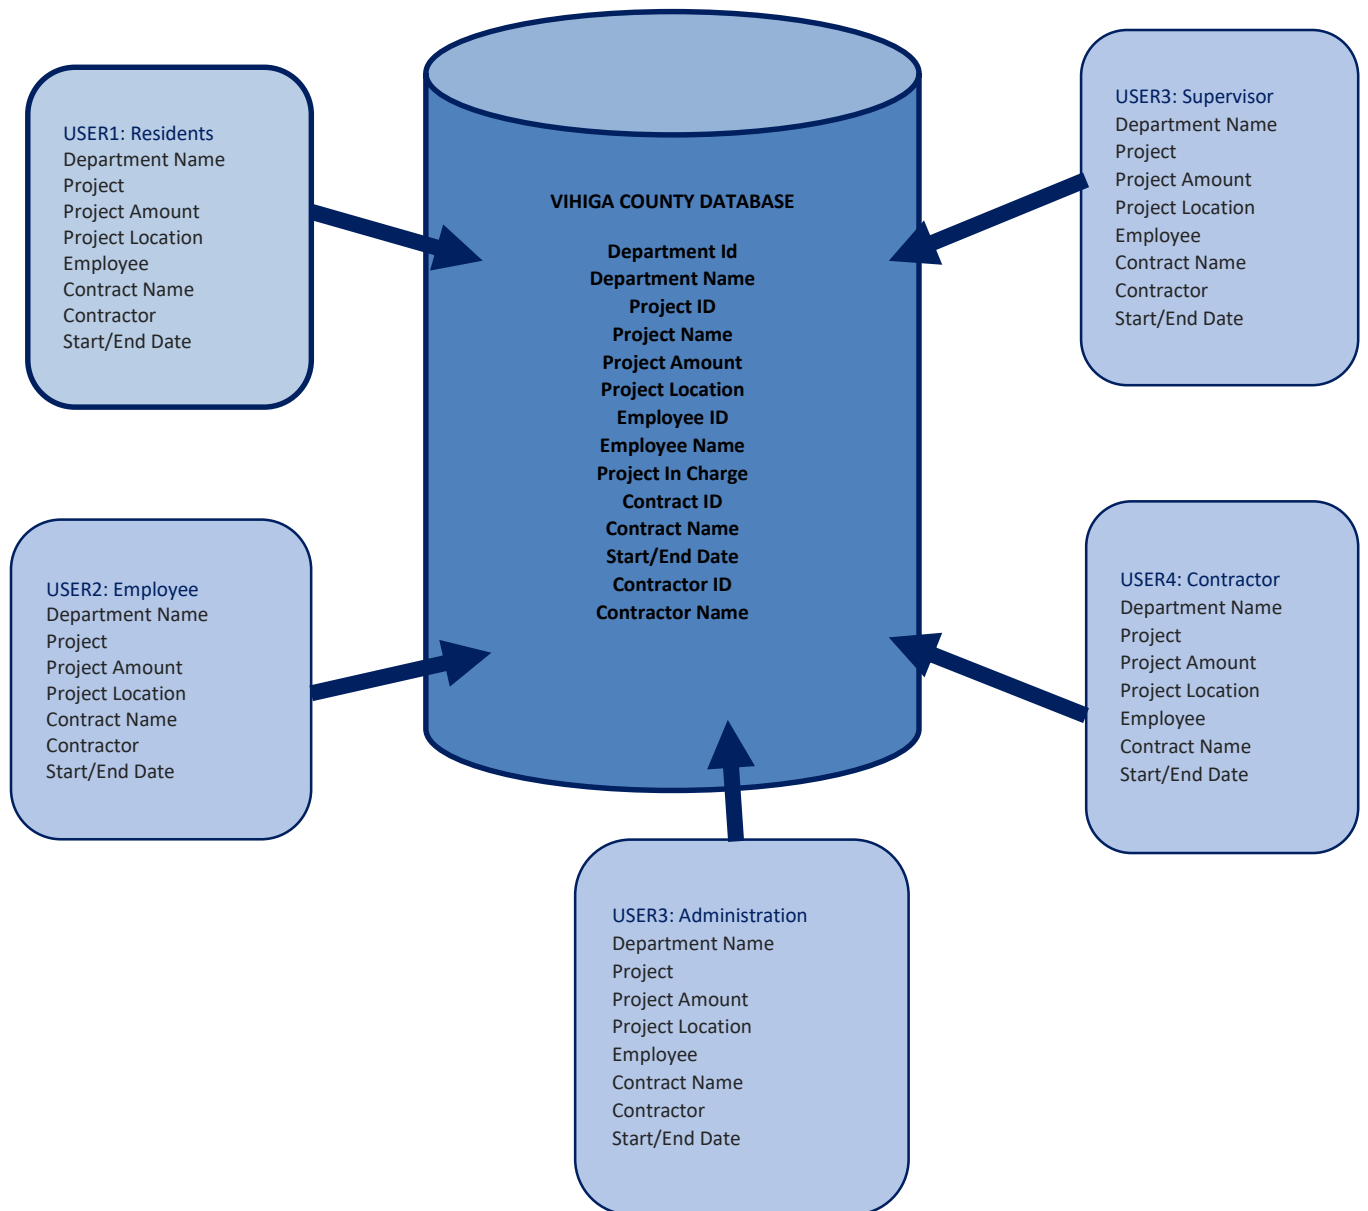 USER1: Residents
Department Name
Project
Project Amount
Project Location
Employee
Contract Name
Contractor
Start/End Date
VIHIGA COUNTY DATABASE
Department Id
Department Name
Project ID
Project Name
Project Amount
Project Location
Employee ID
Employee Name
Project In Charge
Contract ID
Contract Name
Start/End Date
Contractor ID
Contractor Name
USER3: Supervisor
Department Name
Project
Project Amount
Project Location
Employee
Contract Name
Contractor
Start/End Date
USER2: Employee
Department Name
Project
Project Amount
Project Location
Contract Name
Contractor
Start/End Date
USER4: Contractor
Department Name
Project
Project Amount
Project Location
Employee
Contract Name
Start/End Date
USER3: Administration
Department Name
Project
Project Amount
Project Location
Employee
Contract Name
Contractor
Start/End Date